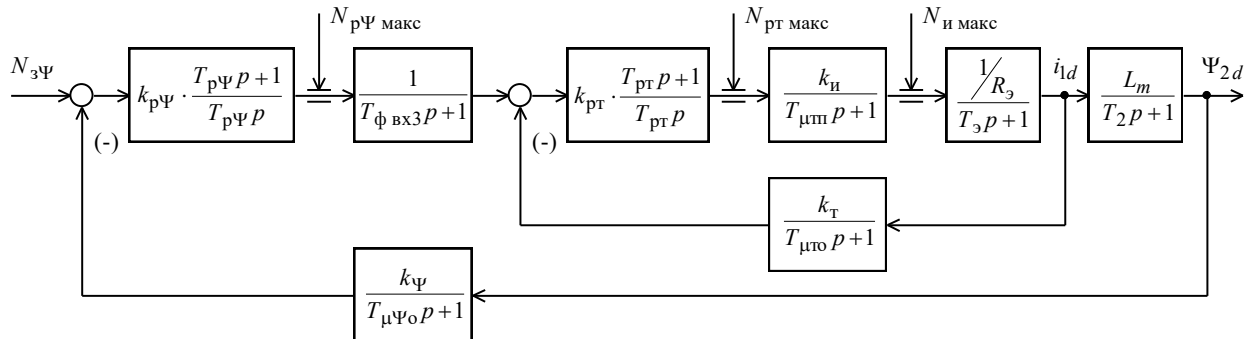 N_рΨ макс
N_рт макс
N_и макс
N_зΨ
k_рΨ · (T_рΨ p + 1) / (T_рΨ p)
1 / (T_ф вх3 p + 1)
k_рт · (T_рт p + 1) / (T_рт p)
k_и / (T_μтп p + 1)
(1/R_э) / (T_э p + 1)
i_1d
L_m / (T_2 p + 1)
Ψ_2d
(-)
(-)
k_т / (T_μто p + 1)
k_Ψ / (T_μΨо p + 1)